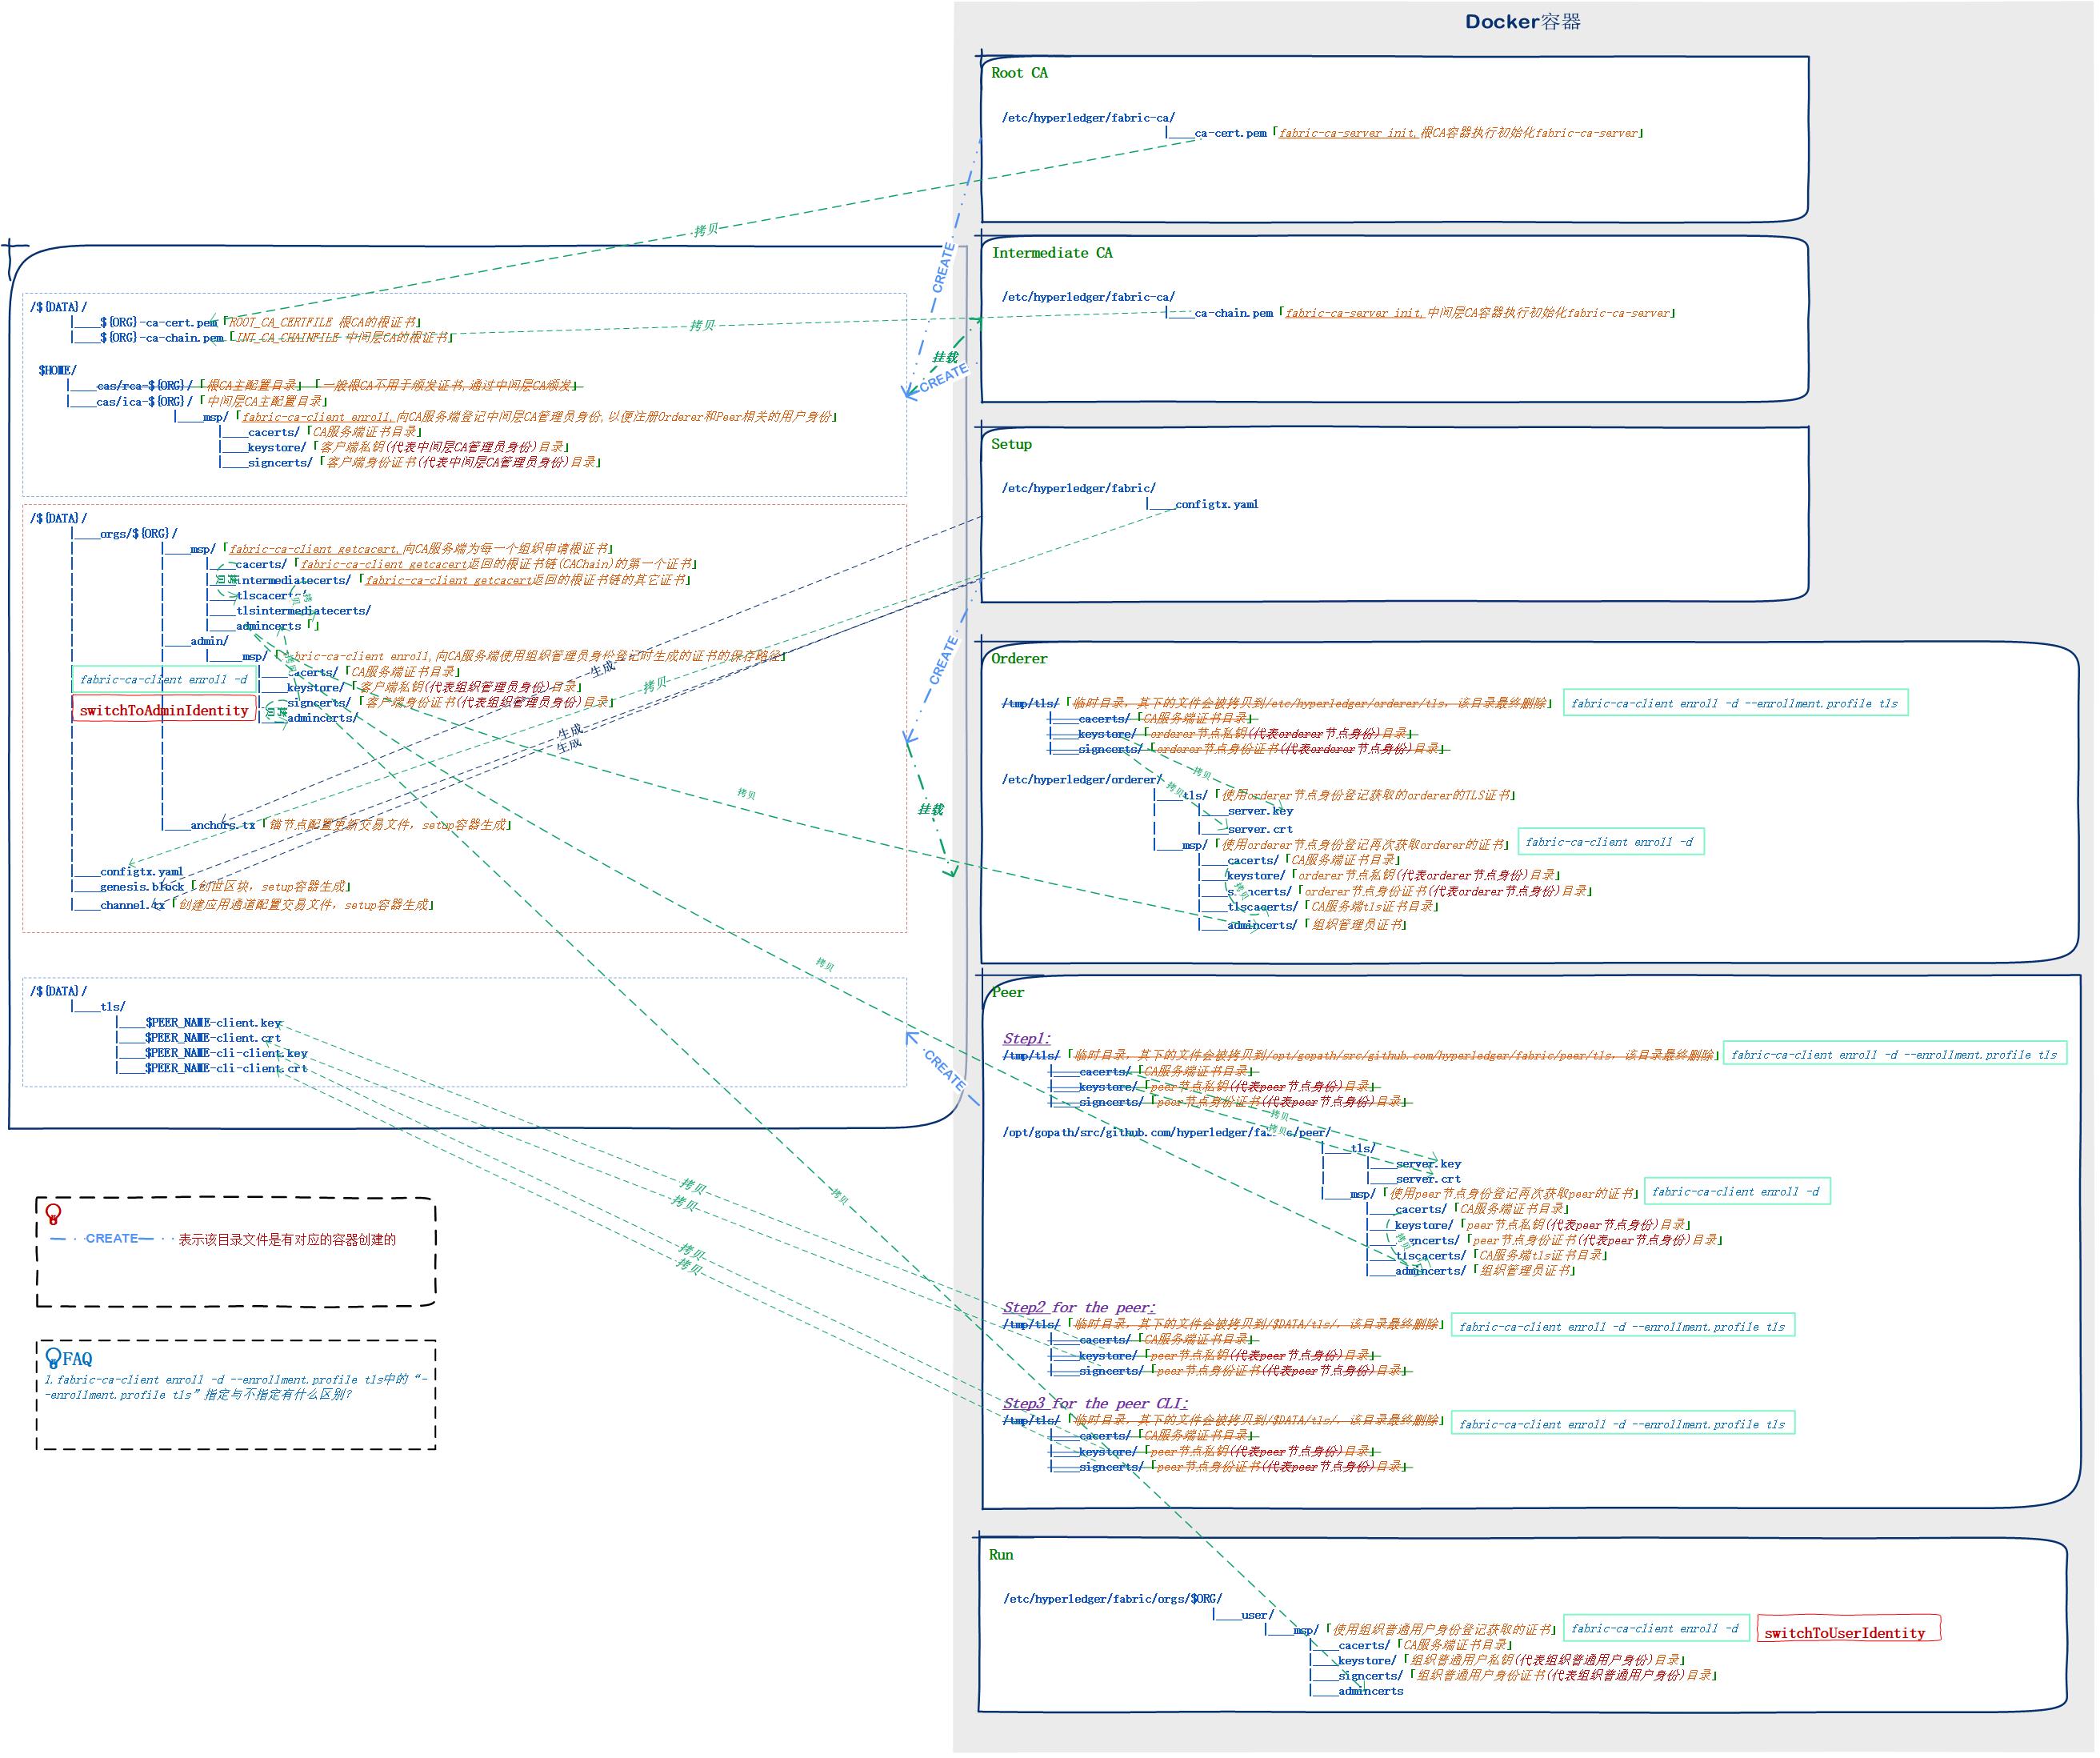 Docker容器
Root CA
/etc/hyperledger/fabric-ca/
|____ca-cert.pem「fabric-ca-server init,根CA容器执行初始化fabric-ca-server」
Intermediate CA
/etc/hyperledger/fabric-ca/
|____ca-chain.pem「fabric-ca-server init,中间层CA容器执行初始化fabric-ca-server」
Setup
/etc/hyperledger/fabric/
|____configtx.yaml
Orderer
/tmp/tls/「临时目录，其下的文件会被拷贝到/etc/hyperledger/orderer/tls，该目录最终删除」
fabric-ca-client enroll -d --enrollment.profile tls
|____cacerts/「CA服务端证书目录」
|____keystore/「orderer节点私钥(代表orderer节点身份)目录」
|____signcerts/「orderer节点身份证书(代表orderer节点身份)目录」
拷贝
拷贝
/etc/hyperledger/orderer/
|____tls/「使用orderer节点身份登记获取的orderer的TLS证书」
|____server.key
|____server.crt
|____msp/「使用orderer节点身份登记再次获取orderer的证书」
fabric-ca-client enroll -d
|____cacerts/「CA服务端证书目录」
|____keystore/「orderer节点私钥(代表orderer节点身份)目录」
|____signcerts/「orderer节点身份证书(代表orderer节点身份)目录」
拷贝
|____tlscacerts/「CA服务端tls证书目录」
|____admincerts/「组织管理员证书」
Peer
Step1:
/tmp/tls/「临时目录，其下的文件会被拷贝到/opt/gopath/src/github.com/hyperledger/fabric/peer/tls，该目录最终删除」
fabric-ca-client enroll -d --enrollment.profile tls
|____cacerts/「CA服务端证书目录」
|____keystore/「peer节点私钥(代表peer节点身份)目录」
|____signcerts/「peer节点身份证书(代表peer节点身份)目录」
拷贝
拷贝
/opt/gopath/src/github.com/hyperledger/fabric/peer/
|____tls/
|____server.key
|____server.crt
|____msp/「使用peer节点身份登记再次获取peer的证书」
fabric-ca-client enroll -d
|____cacerts/「CA服务端证书目录」
|____keystore/「peer节点私钥(代表peer节点身份)目录」
|____signcerts/「peer节点身份证书(代表peer节点身份)目录」
拷贝
|____tlscacerts/「CA服务端tls证书目录」
|____admincerts/「组织管理员证书」
Step2 for the peer:
/tmp/tls/「临时目录，其下的文件会被拷贝到/$DATA/tls/，该目录最终删除」
fabric-ca-client enroll -d --enrollment.profile tls
|____cacerts/「CA服务端证书目录」
|____keystore/「peer节点私钥(代表peer节点身份)目录」
|____signcerts/「peer节点身份证书(代表peer节点身份)目录」
Step3 for the peer CLI:
/tmp/tls/「临时目录，其下的文件会被拷贝到/$DATA/tls/，该目录最终删除」
fabric-ca-client enroll -d --enrollment.profile tls
|____cacerts/「CA服务端证书目录」
|____keystore/「peer节点私钥(代表peer节点身份)目录」
|____signcerts/「peer节点身份证书(代表peer节点身份)目录」
Run
/etc/hyperledger/fabric/orgs/$ORG/
|____user/
|____msp/「使用组织普通用户身份登记获取的证书」
fabric-ca-client enroll -d
switchToUserIdentity
|____cacerts/「CA服务端证书目录」
|____keystore/「组织普通用户私钥(代表组织普通用户身份)目录」
|____signcerts/「组织普通用户身份证书(代表组织普通用户身份)目录」
|____admincerts
拷贝
CREATE
拷贝
挂载
CREATE
/${DATA}/
|____${ORG}-ca-cert.pem「ROOT_CA_CERTFILE 根CA的根证书」
|____${ORG}-ca-chain.pem「INT_CA_CHAINFILE 中间层CA的根证书」
$HOME/
|____cas/rca-${ORG}/「根CA主配置目录」「一般根CA不用于颁发证书,通过中间层CA颁发」
|____cas/ica-${ORG}/「中间层CA主配置目录」
|____msp/「fabric-ca-client enroll,向CA服务端登记中间层CA管理员身份,以便注册Orderer和Peer相关的用户身份」
|____cacerts/「CA服务端证书目录」
|____keystore/「客户端私钥(代表中间层CA管理员身份)目录」
|____signcerts/「客户端身份证书(代表中间层CA管理员身份)目录」
/${DATA}/
|____orgs/${ORG}/
|____msp/「fabric-ca-client getcacert,向CA服务端为每一个组织申请根证书」
|____cacerts/「fabric-ca-client getcacert返回的根证书链(CAChain)的第一个证书」
|____intermediatecerts/「fabric-ca-client getcacert返回的根证书链的其它证书」
拷贝
|____tlscacerts/
拷贝
|____tlsintermediatecerts/
|____admincerts「」
|____admin/
|____msp/「fabric-ca-client enroll,向CA服务端使用组织管理员身份登记时生成的证书的保存路径」
拷贝
fabric-ca-client enroll -d
|____cacerts/「CA服务端证书目录」
|____keystore/「客户端私钥(代表组织管理员身份)目录」
|____signcerts/「客户端身份证书(代表组织管理员身份)目录」
switchToAdminIdentity
拷贝
|____admincerts/
生成
拷贝
生成
生成
CREATE
拷贝
挂载
|____anchors.tx「锚节点配置更新交易文件，setup容器生成」
|____configtx.yaml
|____genesis.block「创世区块，setup容器生成」
|____channel.tx「创建应用通道配置交易文件，setup容器生成」
拷贝
/${DATA}/
|____tls/
|____$PEER_NAME-client.key
|____$PEER_NAME-client.crt
|____$PEER_NAME-cli-client.key
|____$PEER_NAME-cli-client.crt
CREATE
拷贝
拷贝
拷贝
拷贝
拷贝
CREATE 表示该目录文件是有对应的容器创建的
FAQ
1.fabric-ca-client enroll -d --enrollment.profile tls中的“-
-enrollment.profile tls”指定与不指定有什么区别?